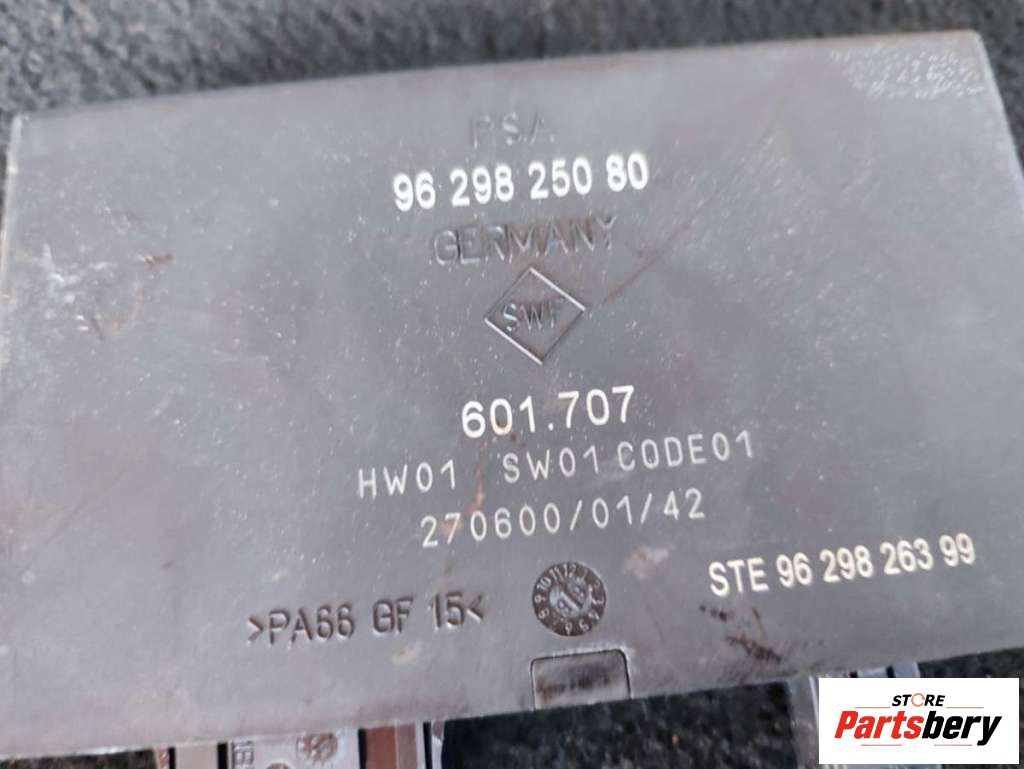 PSA
96 298 250 80
GERMANY
SWF
601.707
HW01 SW01 CODE01
270600/01/42
STE 96 298 263 99
>PA66 GF 15<
STORE
Partsbery